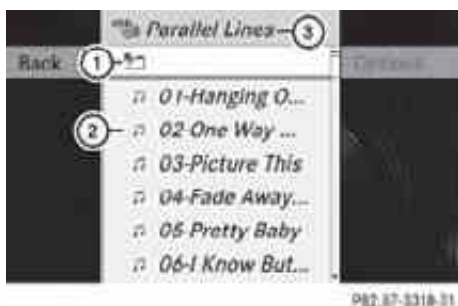 Parallel Lines
3
Back
1
01-Hanging O...
2
02-One Way ...
03-Picture This
04-Fade Away...
05-Pretty Baby
06-I Know But...
P82.87-3318-31